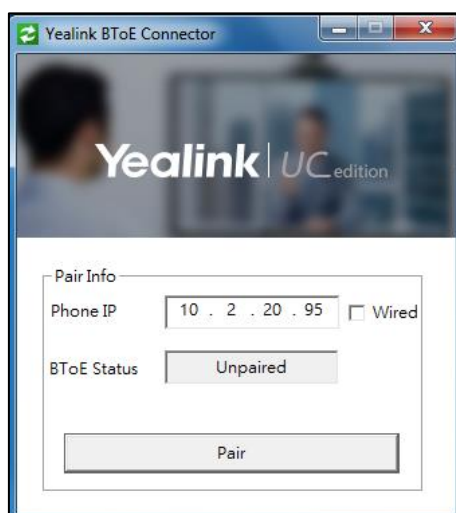 Yealink BToE Connector
Yealink | UC edition
Pair Info
Phone IP 10 . 2 . 20 . 95 Wired
BToE Status Unpaired
Pair